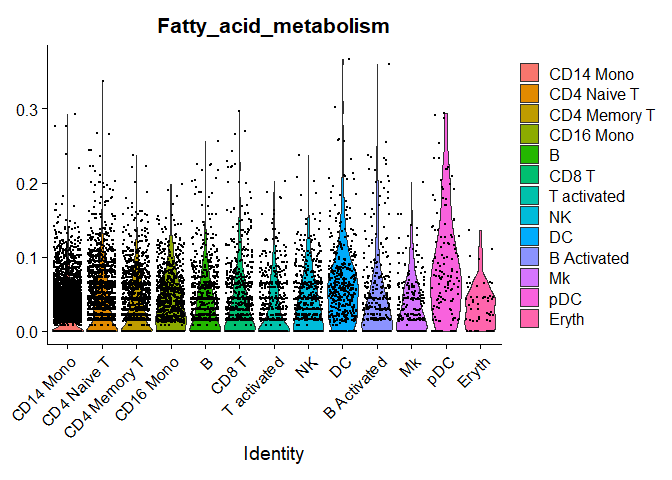 Fatty_acid_metabolism
0.3
0.2
0.1
0.0
CD14 Mono
CD4 Naive T
CD4 Memory T
CD16 Mono
B
CD8 T
T activated
NK
DC
B Activated
Mk
pDC
Eryth
Identity
CD14 Mono
CD4 Naive T
CD4 Memory T
CD16 Mono
B
CD8 T
T activated
NK
DC
B Activated
Mk
pDC
Eryth